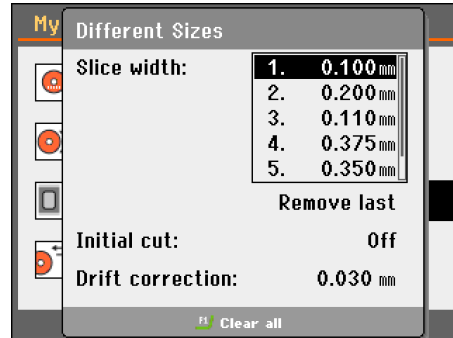 My
Different Sizes
Slice width:
1. 0.100 mm
2. 0.200 mm
3. 0.110 mm
4. 0.375 mm
5. 0.350 mm
Remove last
Initial cut: Off
Drift correction: 0.030 mm
F1 Clear all